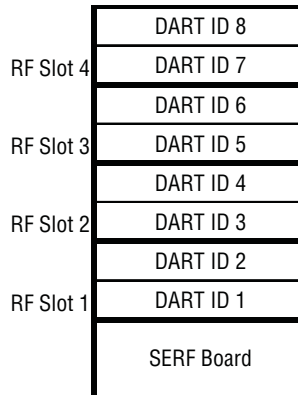 DART ID 8
RF Slot 4 DART ID 7
DART ID 6
RF Slot 3 DART ID 5
DART ID 4
RF Slot 2 DART ID 3
DART ID 2
RF Slot 1 DART ID 1
SERF Board